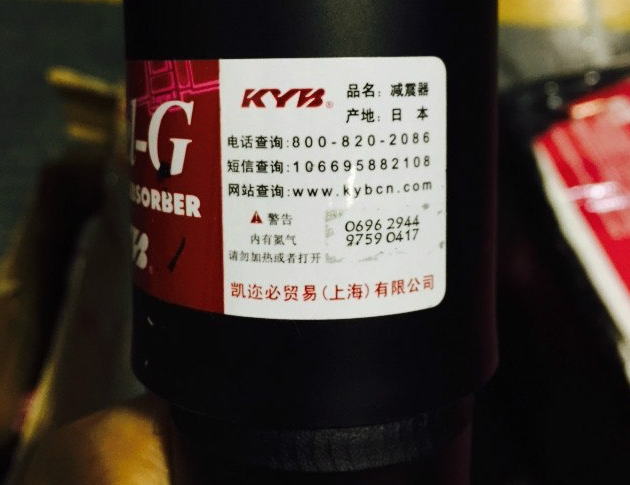 KYB®
品名：减震器
产地：日 本
l-G
电话查询:800-820-2086
短信查询:106695882108
网站查询:www.kybcn.com
SORBER
警告
内有氮气
请勿加热或者打开
0696 2944
9759 0417
YB®
凯迩必贸易(上海)有限公司